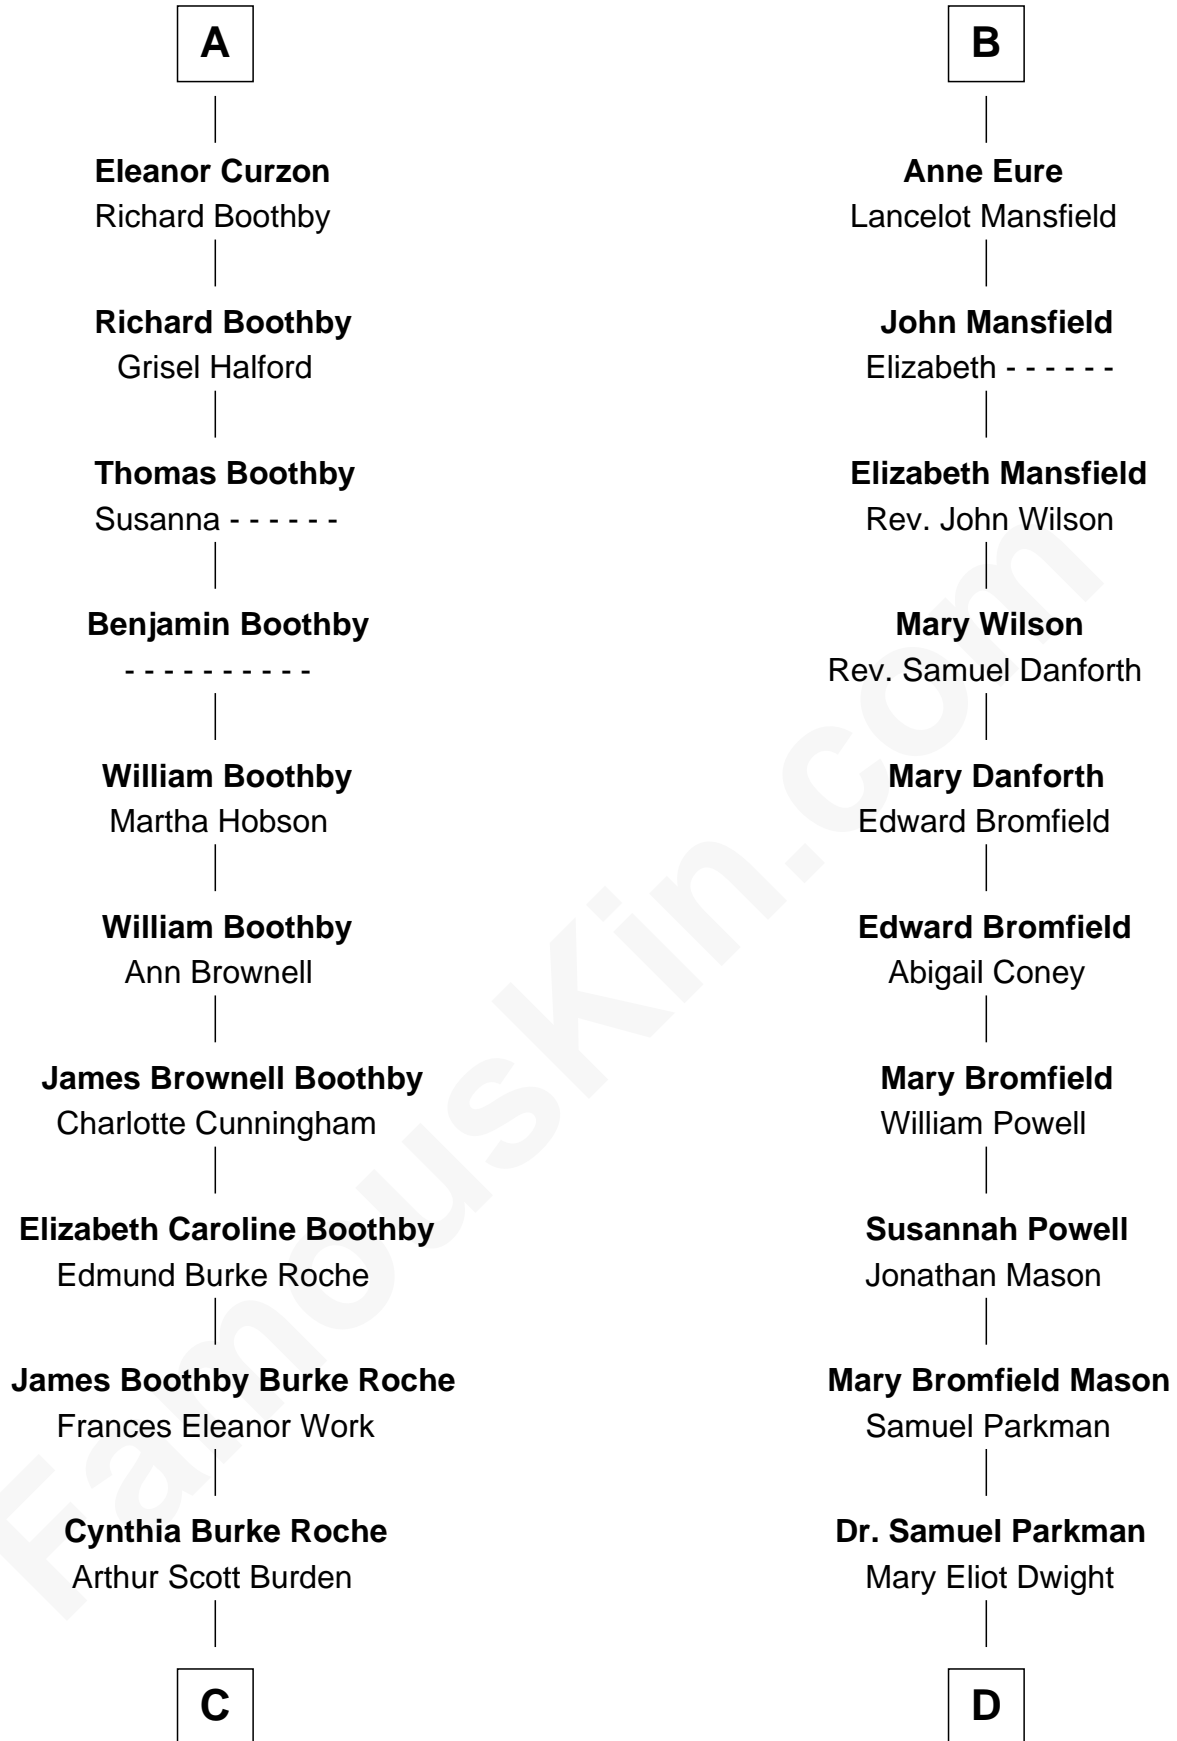 A
Eleanor Curzon
Richard Boothby
Richard Boothby
Grisel Halford
Thomas Boothby
Susanna - - - - - -
Benjamin Boothby
- - - - - - - - - -
William Boothby
Martha Hobson
William Boothby
Ann Brownell
James Brownell Boothby
Charlotte Cunningham
Elizabeth Caroline Boothby
Edmund Burke Roche
James Boothby Burke Roche
Frances Eleanor Work
Cynthia Burke Roche
Arthur Scott Burden
C
B
Anne Eure
Lancelot Mansfield
John Mansfield
Elizabeth - - - - - -
Elizabeth Mansfield
Rev. John Wilson
Mary Wilson
Rev. Samuel Danforth
Mary Danforth
Edward Bromfield
Edward Bromfield
Abigail Coney
Mary Bromfield
William Powell
Susannah Powell
Jonathan Mason
Mary Bromfield Mason
Samuel Parkman
Dr. Samuel Parkman
Mary Eliot Dwight
D
FamousKin.com